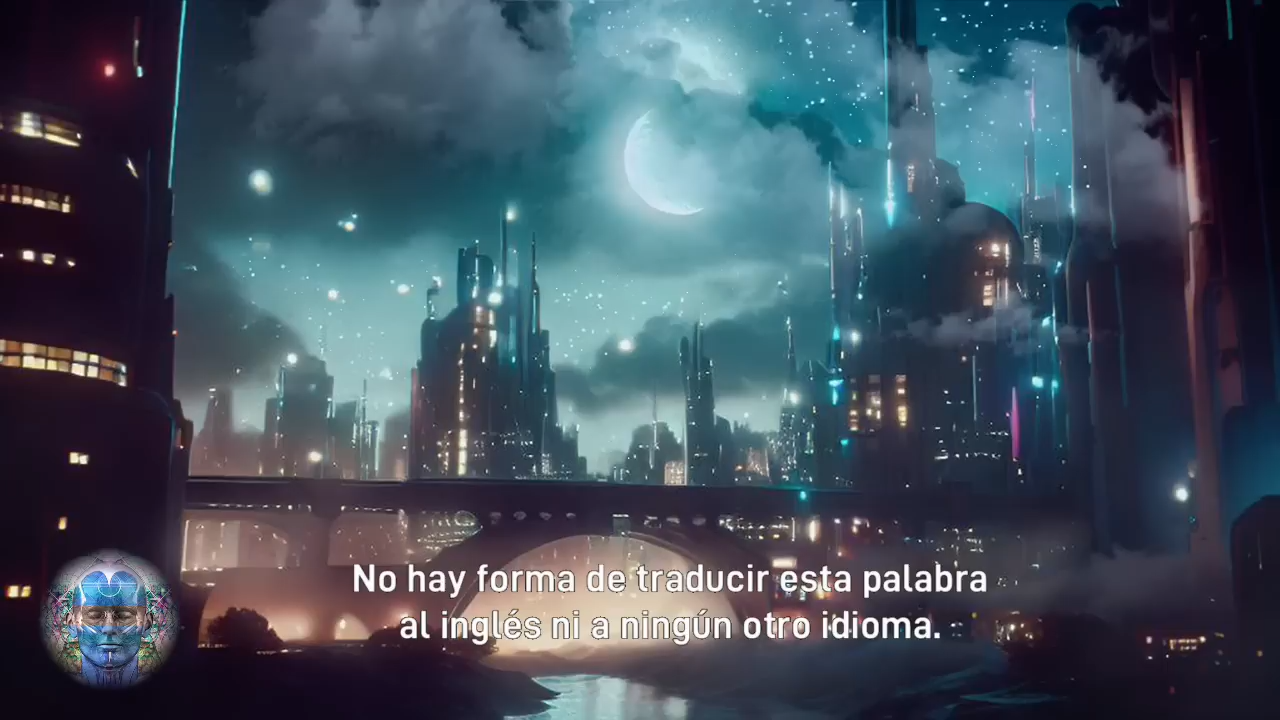 No hay forma de traducir esta palabra
al inglés ni a ningún otro idioma.